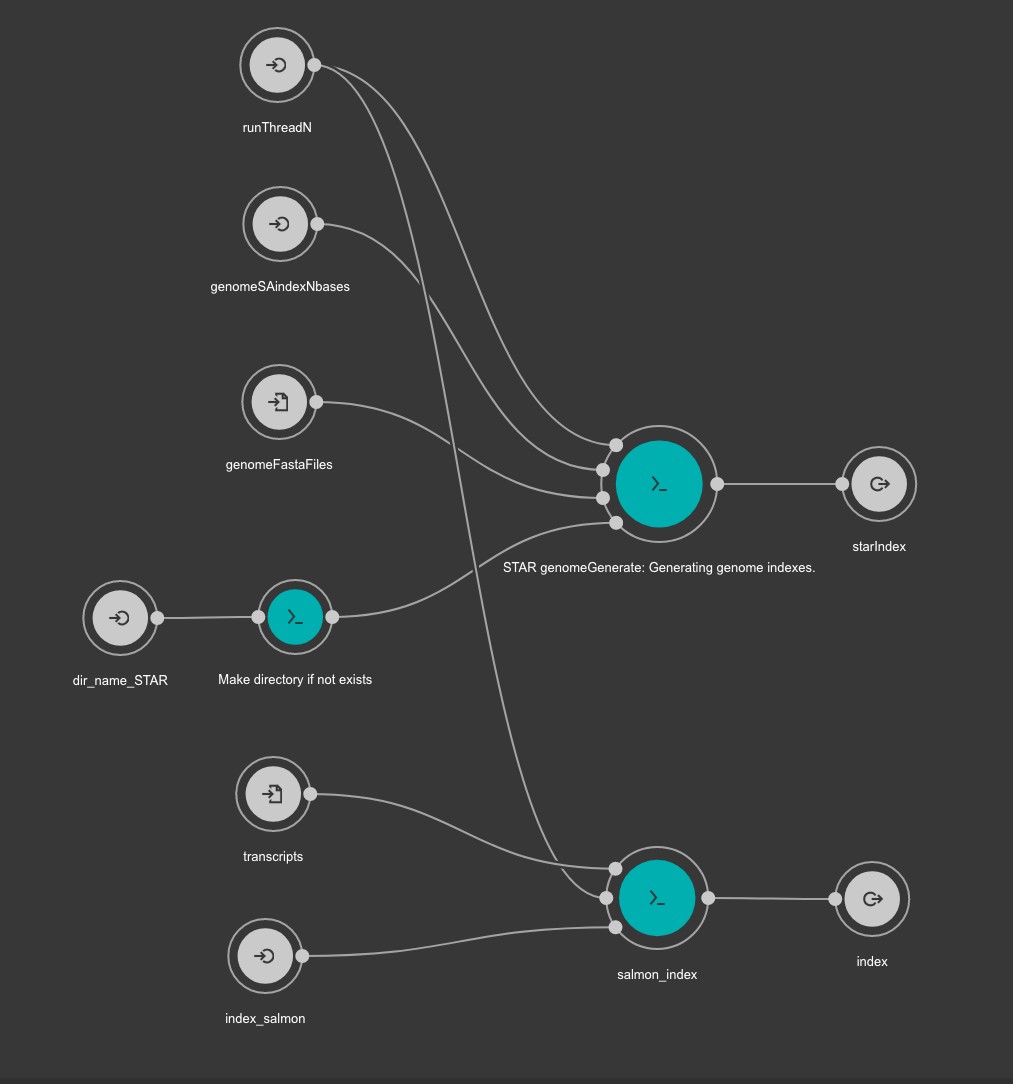 runThreadN
genomeSAindexNbases
genomeFastaFiles
STAR genomeGenerate: Generating genome indexes.
starIndex
dir_name_STAR
Make directory if not exists
transcripts
salmon_index
index
index_salmon